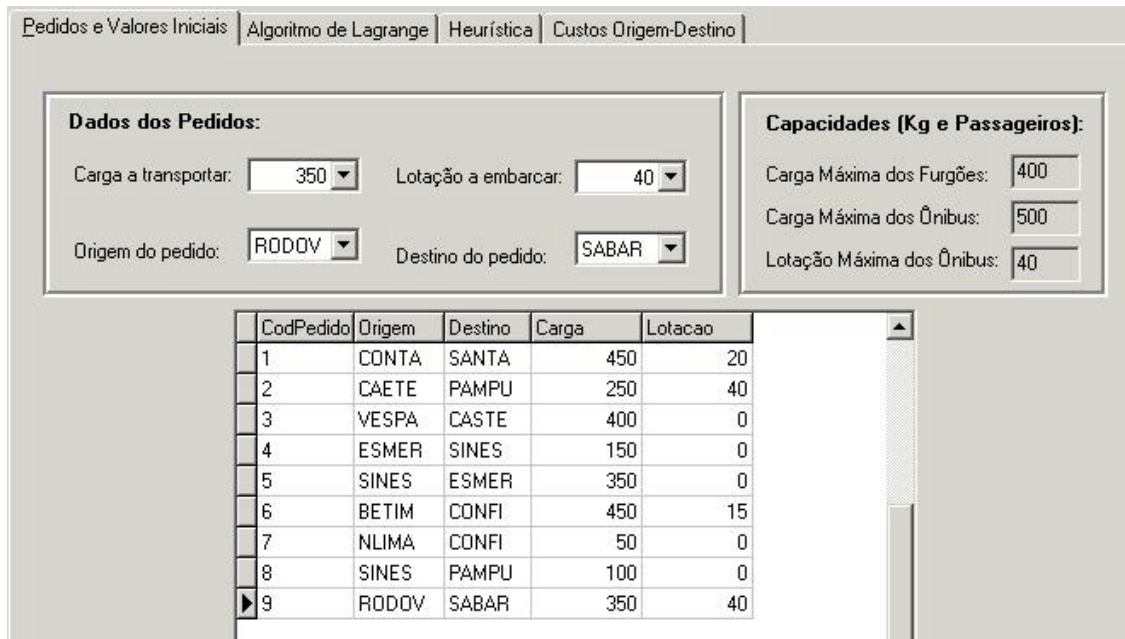 Pedidos e Valores Iniciais Algoritmo de Lagrange Heurística Custos Origem-Destino
Dados dos Pedidos:
Carga a transportar: 350 Lotação a embarcar: 40
Origem do pedido: RODOV Destino do pedido: SABAR
Capacidades (Kg e Passageiros):
Carga Máxima dos Furgões: 400
Carga Máxima dos Ônibus: 500
Lotação Máxima dos Ônibus: 40
CodPedido Origem Destino Carga Lotacao
1 CONTA SANTA 450 20
2 CAETE PAMPU 250 40
3 VESPA CASTE 400 0
4 ESMER SINES 150 0
5 SINES ESMER 350 0
6 BETIM CONFI 450 15
7 NLIMA CONFI 50 0
8 SINES PAMPU 100 0
9 RODOV SABAR 350 40